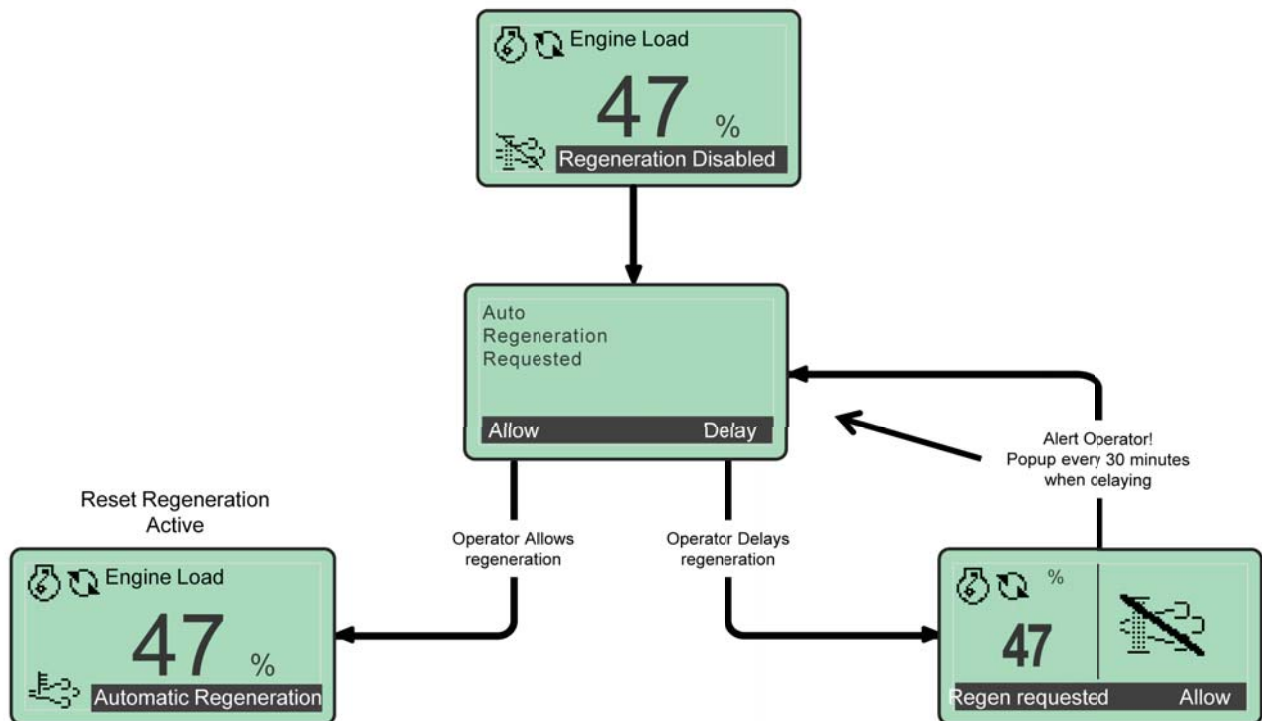 Engine Load
47 %
Regeneration Disabled
Auto
Regeneration
Requested
Allow Delay
Alert Operator!
Popup every 30 minutes
when delaying
Reset Regeneration
Active
Operator Allows
regeneration
Operator Delays
regeneration
Engine Load
47 %
Automatic Regeneration
%
47
Regen requested Allow